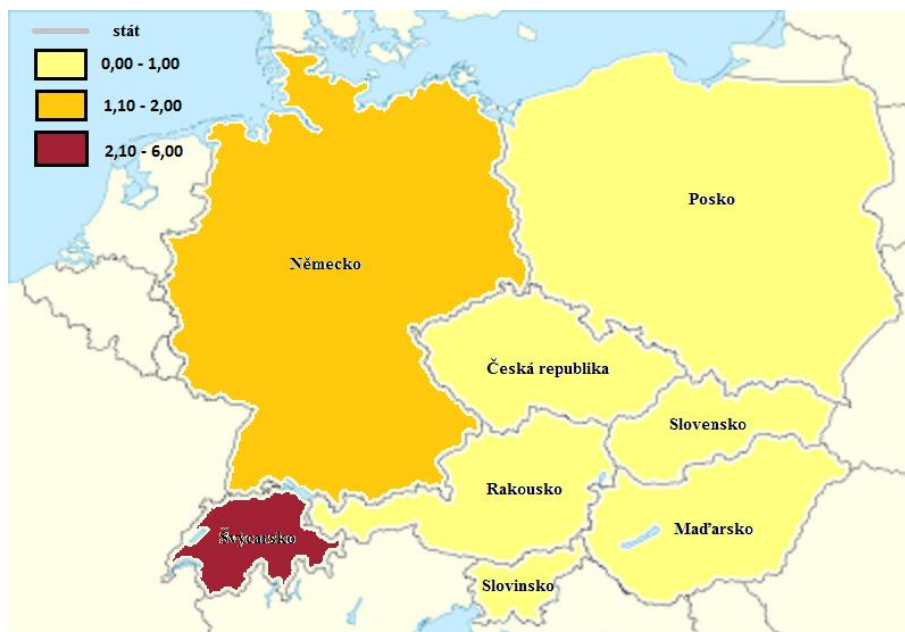 stát
0,00 - 1,00
1,10 - 2,00
2,10 - 6,00
Posko
Německo
Česká republika
Slovensko
Rakousko
Maďarsko
Švýcarsko
Slovinsko